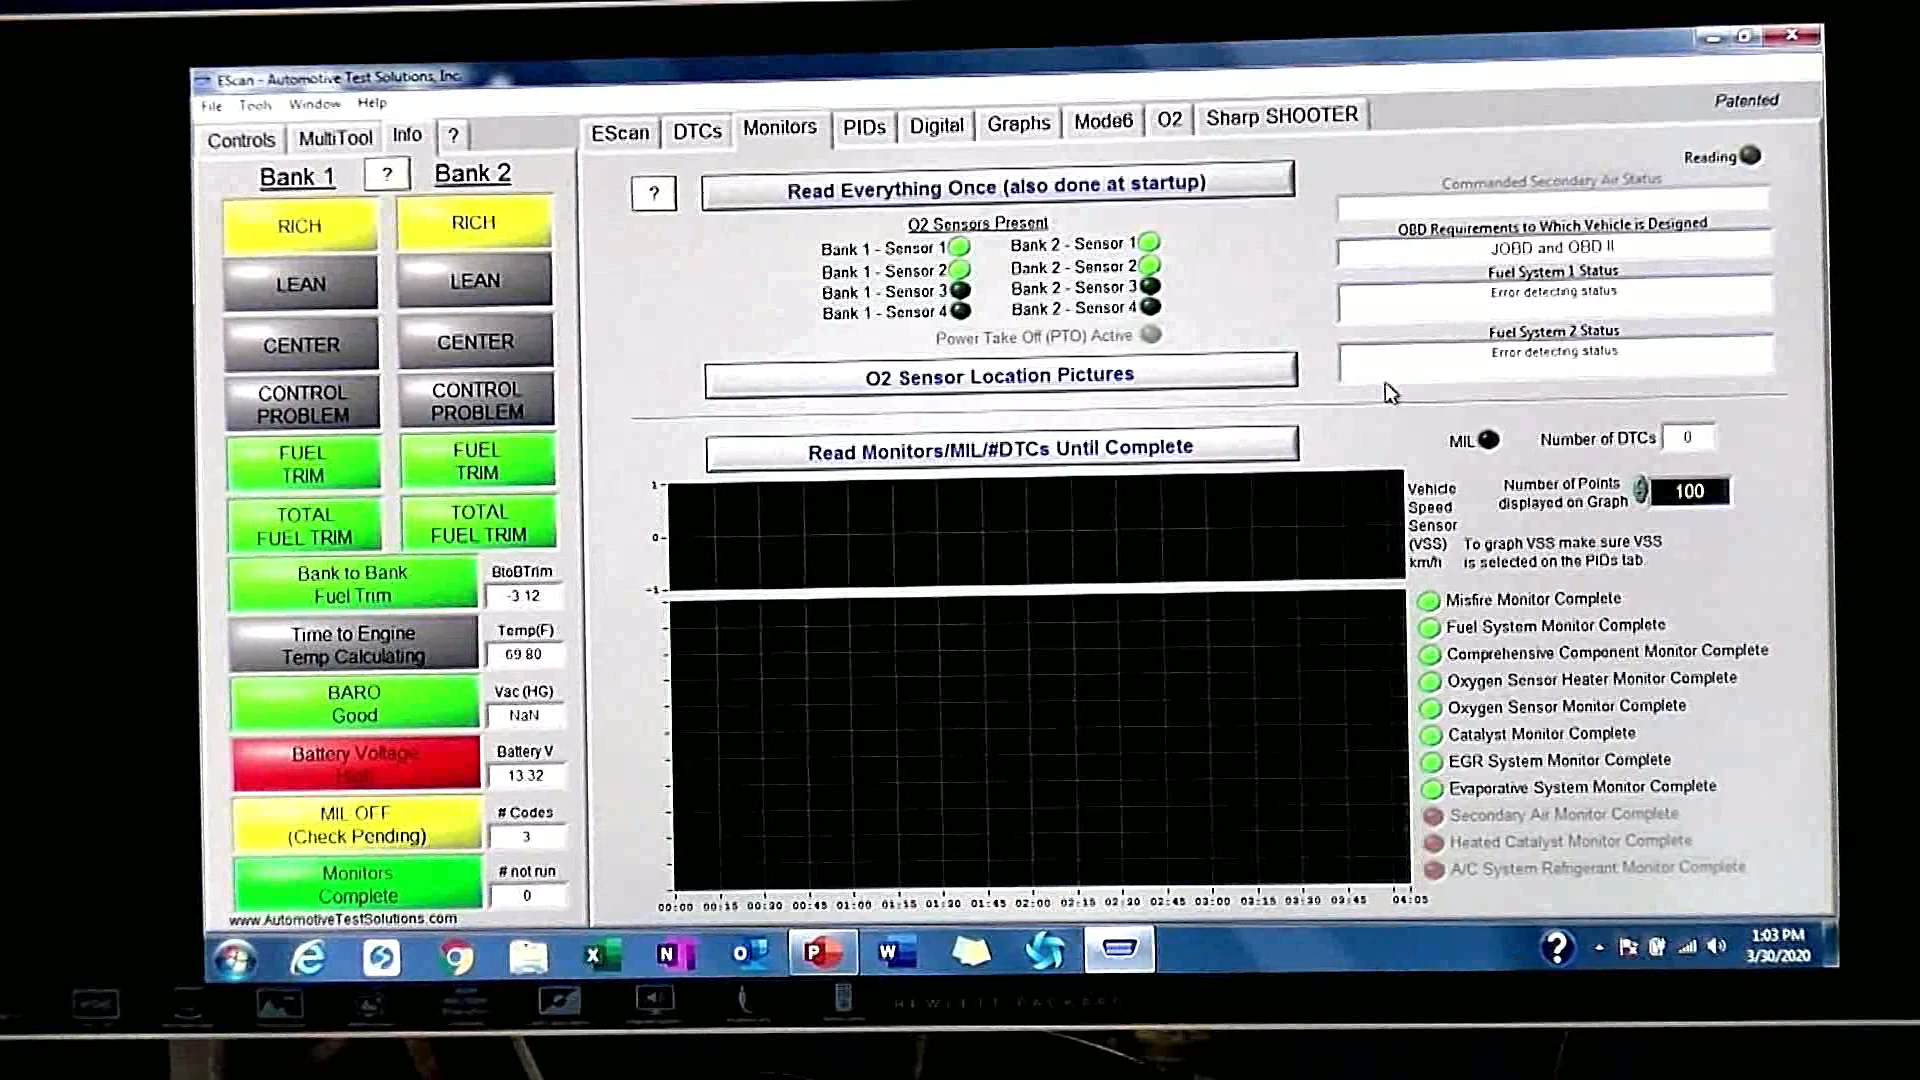 EScan - Automotive Test Solutions, Inc.
File Tools Window Help
Patented
Controls MultiTool Info ?
EScan DTCs Monitors PIDs Digital Graphs Mode6 O2 Sharp SHOOTER
Bank 1 ? Bank 2
RICH RICH
LEAN LEAN
CENTER CENTER
CONTROL PROBLEM CONTROL PROBLEM
FUEL TRIM FUEL TRIM
TOTAL FUEL TRIM TOTAL FUEL TRIM
Bank to Bank Fuel Trim
BtoBTrim
-3 12
Time to Engine Temp Calculating
Temp(F)
69 80
BARO Good
Vac (HG)
NaN
Battery Voltage
Battery V
13 32
MIL OFF (Check Pending)
# Codes
3
Monitors Complete
# not run
0
www.AutomotiveTestSolutions.com
?
Read Everything Once (also done at startup)
O2 Sensors Present
Bank 1 - Sensor 1 Bank 2 - Sensor 1
Bank 1 - Sensor 2 Bank 2 - Sensor 2
Bank 1 - Sensor 3 Bank 2 - Sensor 3
Bank 1 - Sensor 4 Bank 2 - Sensor 4
Power Take Off (PTO) Active
O2 Sensor Location Pictures
Reading
Commanded Secondary Air Status
OBD Requirements to Which Vehicle is Designed
JOBD and OBD II
Fuel System 1 Status
Error detecting status
Fuel System 2 Status
Error detecting status
Read Monitors/MIL/#DTCs Until Complete
MIL Number of DTCs 0
1
0
-1
Vehicle
Speed
Sensor
(VSS)
km/h
Number of Points
displayed on Graph
100
To graph VSS make sure VSS
is selected on the PIDs tab
Misfire Monitor Complete
Fuel System Monitor Complete
Comprehensive Component Monitor Complete
Oxygen Sensor Heater Monitor Complete
Oxygen Sensor Monitor Complete
Catalyst Monitor Complete
EGR System Monitor Complete
Evaporative System Monitor Complete
Secondary Air Monitor Complete
Heated Catalyst Monitor Complete
A/C System Refrigerant Monitor Complete
00:00 00:15 00:30 00:45 01:00 01:15 01:30 01:45 02:00 02:15 02:30 02:45 03:00 03:15 03:30 03:45 04:05
1:03 PM
3/30/2020
HEWLETT PACKARD